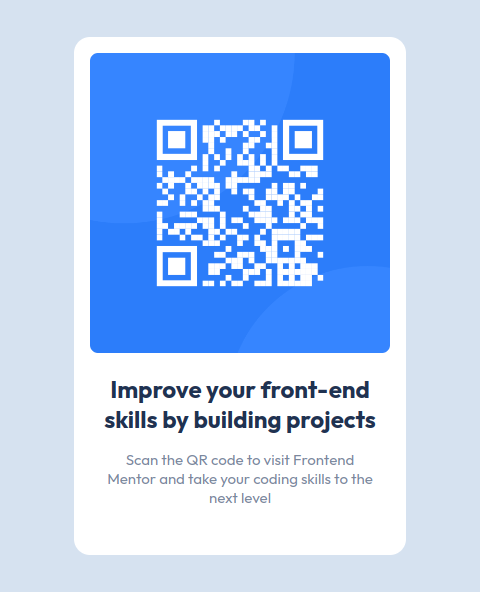 Improve your front-end
skills by building projects
Scan the QR code to visit Frontend
Mentor and take your coding skills to the
next level